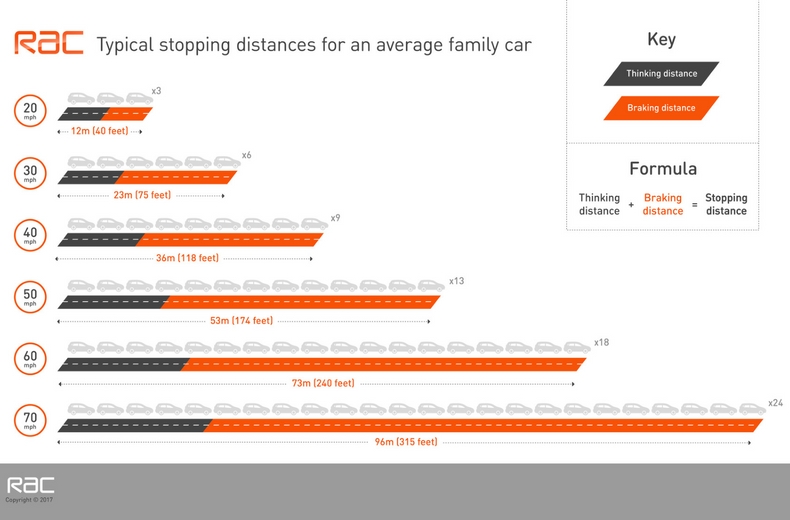 RAC Typical stopping distances for an average family car
Key
Thinking distance
Braking distance
Formula
Thinking distance + Braking distance = Stopping distance
20 mph
x3
12m (40 feet)
30 mph
x6
23m (75 feet)
40 mph
x9
36m (118 feet)
50 mph
x13
53m (174 feet)
60 mph
x18
73m (240 feet)
70 mph
x24
96m (315 feet)
RAC
Copyright © 2017